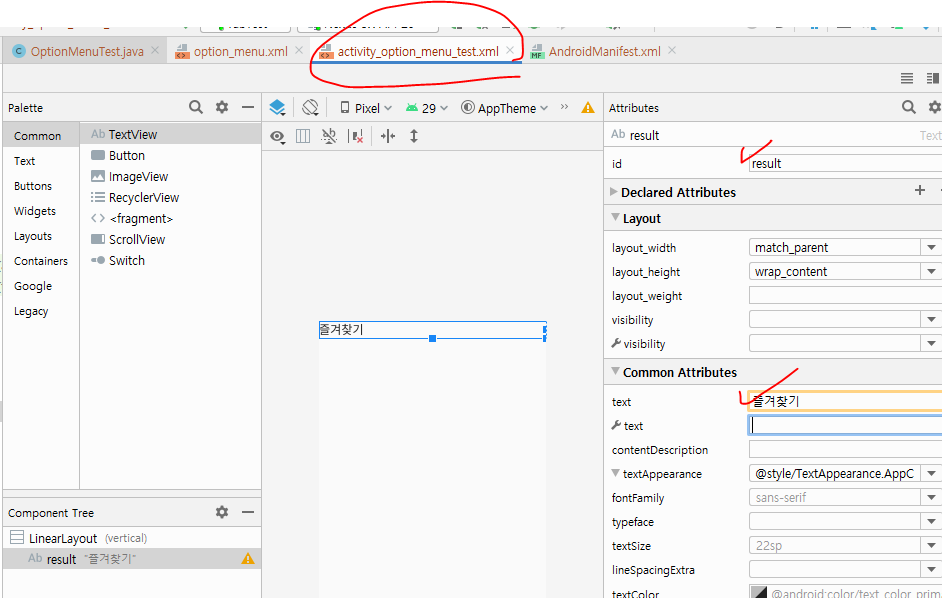 OptionMenuTest.java
option_menu.xml
activity_option_menu_test.xml
AndroidManifest.xml
Palette
Pixel
29
AppTheme
Attributes
Common
Text
Buttons
Widgets
Layouts
Containers
Google
Legacy
Ab TextView
Button
ImageView
RecyclerView
<fragment>
ScrollView
Switch
Ab result
Text
id
result
Declared Attributes
Layout
layout_width
match_parent
layout_height
wrap_content
layout_weight
visibility
visibility
Common Attributes
text
즐겨찾기
text
contentDescription
textAppearance
@style/TextAppearance.AppC
fontFamily
sans-serif
typeface
textSize
22sp
lineSpacingExtra
textColor
@android:color/text_color_prima
즐겨찾기
Component Tree
LinearLayout (vertical)
Ab result "즐겨찾기"